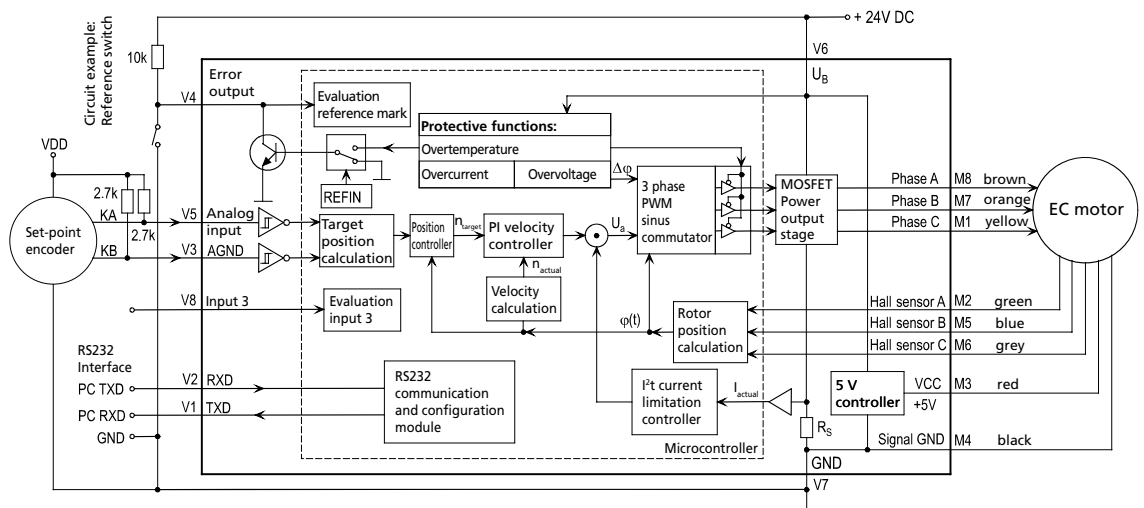 Circuit example:
Reference switch
10k
+ 24V DC
V6
U_B
V4
Error
output
Evaluation
reference mark
Protective functions:
Overtemperature
Overcurrent
Overvoltage
REFIN
Δφ
VDD
2.7k
2.7k
Set-point
encoder
KA
V5
Analog
input
KB
V3
AGND
Target
position
calculation
Position
controller
n_target
PI velocity
controller
n_actual
Velocity
calculation
U_a
3 phase
PWM
sinus
commutator
MOSFET
Power
output
stage
Phase A
M8
brown
Phase B
M7
orange
Phase C
M1
yellow
EC motor
V8
Input 3
Evaluation
input 3
φ(t)
Rotor
position
calculation
Hall sensor A
M2
green
Hall sensor B
M5
blue
Hall sensor C
M6
grey
RS232
Interface
PC TXD
V2
RXD
PC RXD
V1
TXD
GND
RS232
communication
and configuration
module
I²t current
limitation
controller
I_actual
R_S
5 V
controller
VCC
+5V
M3
red
Signal GND
M4
black
Microcontroller
GND
V7